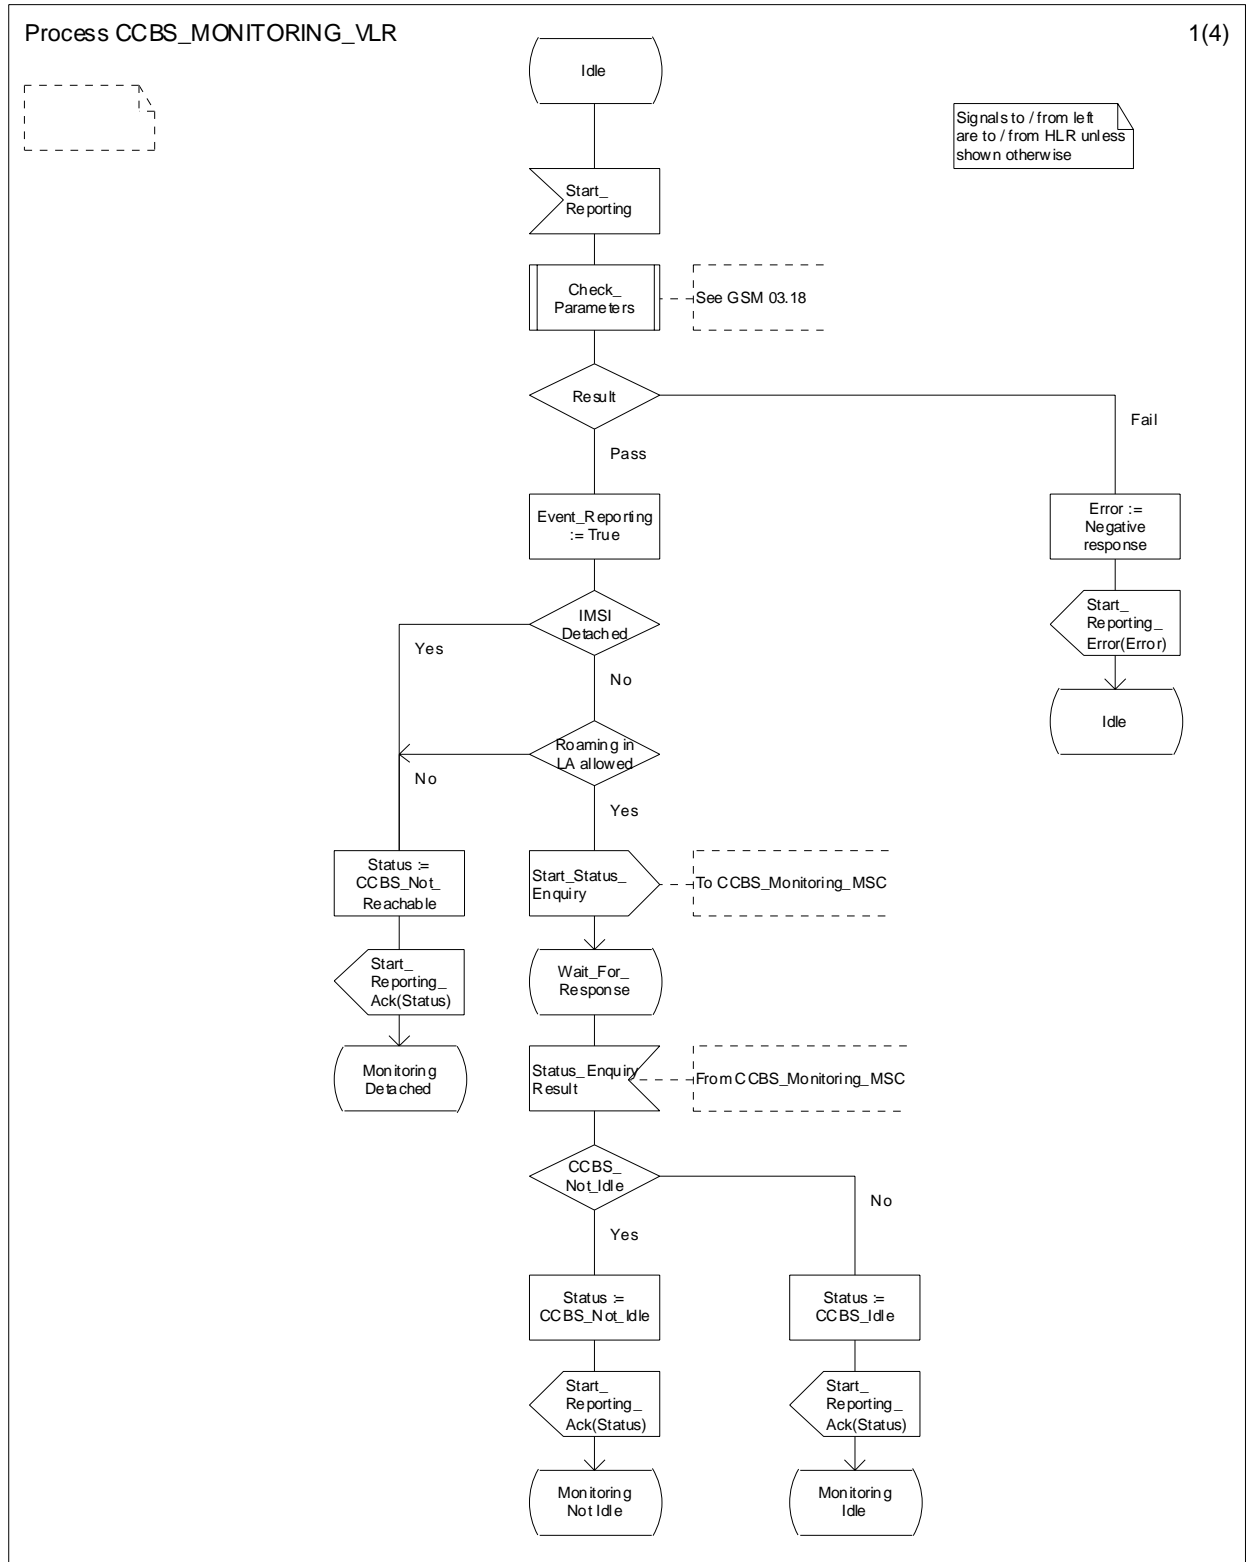 Process CCBS_MONITORING_VLR
1(4)
Idle
Signals to / from left
are to / from HLR unless
shown otherwise
Start_
Reporting
Check_
Parameters
See GSM 03.18
Result
Fail
Pass
Event_Reporting
:= True
Error :=
Negative
response
IMSI
Detached
Yes
No
Start_
Reporting_
Error(Error)
Idle
Roaming in
LA allowed
No
Yes
Status :=
CCBS_Not_
Reachable
Start_Status_
Enquiry
To CCBS_Monitoring_MSC
Start_
Reporting_
Ack(Status)
Wait_For_
Response
Monitoring
Detached
Status_Enquiry
Result
From CCBS_Monitoring_MSC
CCBS_
Not_Idle
No
Yes
Status :=
CCBS_Not_Idle
Status :=
CCBS_Idle
Start_
Reporting_
Ack(Status)
Start_
Reporting_
Ack(Status)
Monitoring
Not Idle
Monitoring
Idle